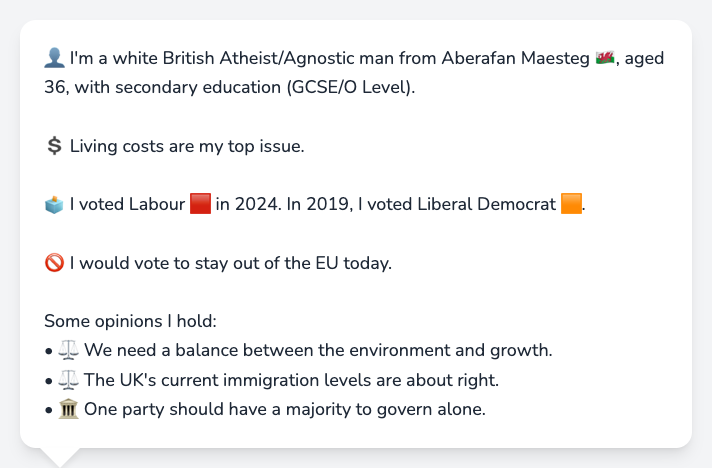 👤 I'm a white British Atheist/Agnostic man from Aberafan Maesteg 🏴󠁧󠁢󠁷󠁬󠁳󠁿, aged
36, with secondary education (GCSE/O Level).
💲 Living costs are my top issue.
🗳️ I voted Labour 🟥 in 2024. In 2019, I voted Liberal Democrat 🟧.
🚫 I would vote to stay out of the EU today.
Some opinions I hold:
• ⚖️ We need a balance between the environment and growth.
• ⚖️ The UK's current immigration levels are about right.
• 🏛️ One party should have a majority to govern alone.